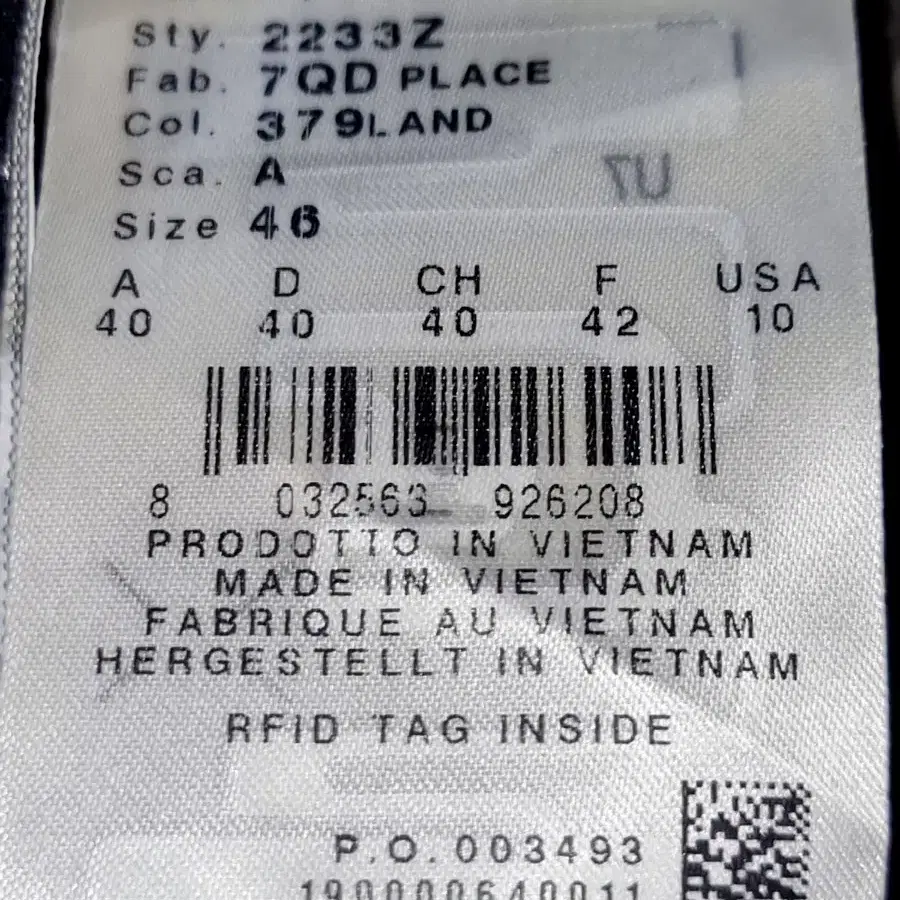 Sty. 2233Z
Fab. 7QD PLACE
Col. 379LAND
Sca. A
Size 46
A D CH F USA
40 40 40 42 10
8 032563 926208
PRODOTTO IN VIETNAM
MADE IN VIETNAM
FABRIQUE AU VIETNAM
HERGESTELLT IN VIETNAM
RFID TAG INSIDE
P.O. 003493
190000640011